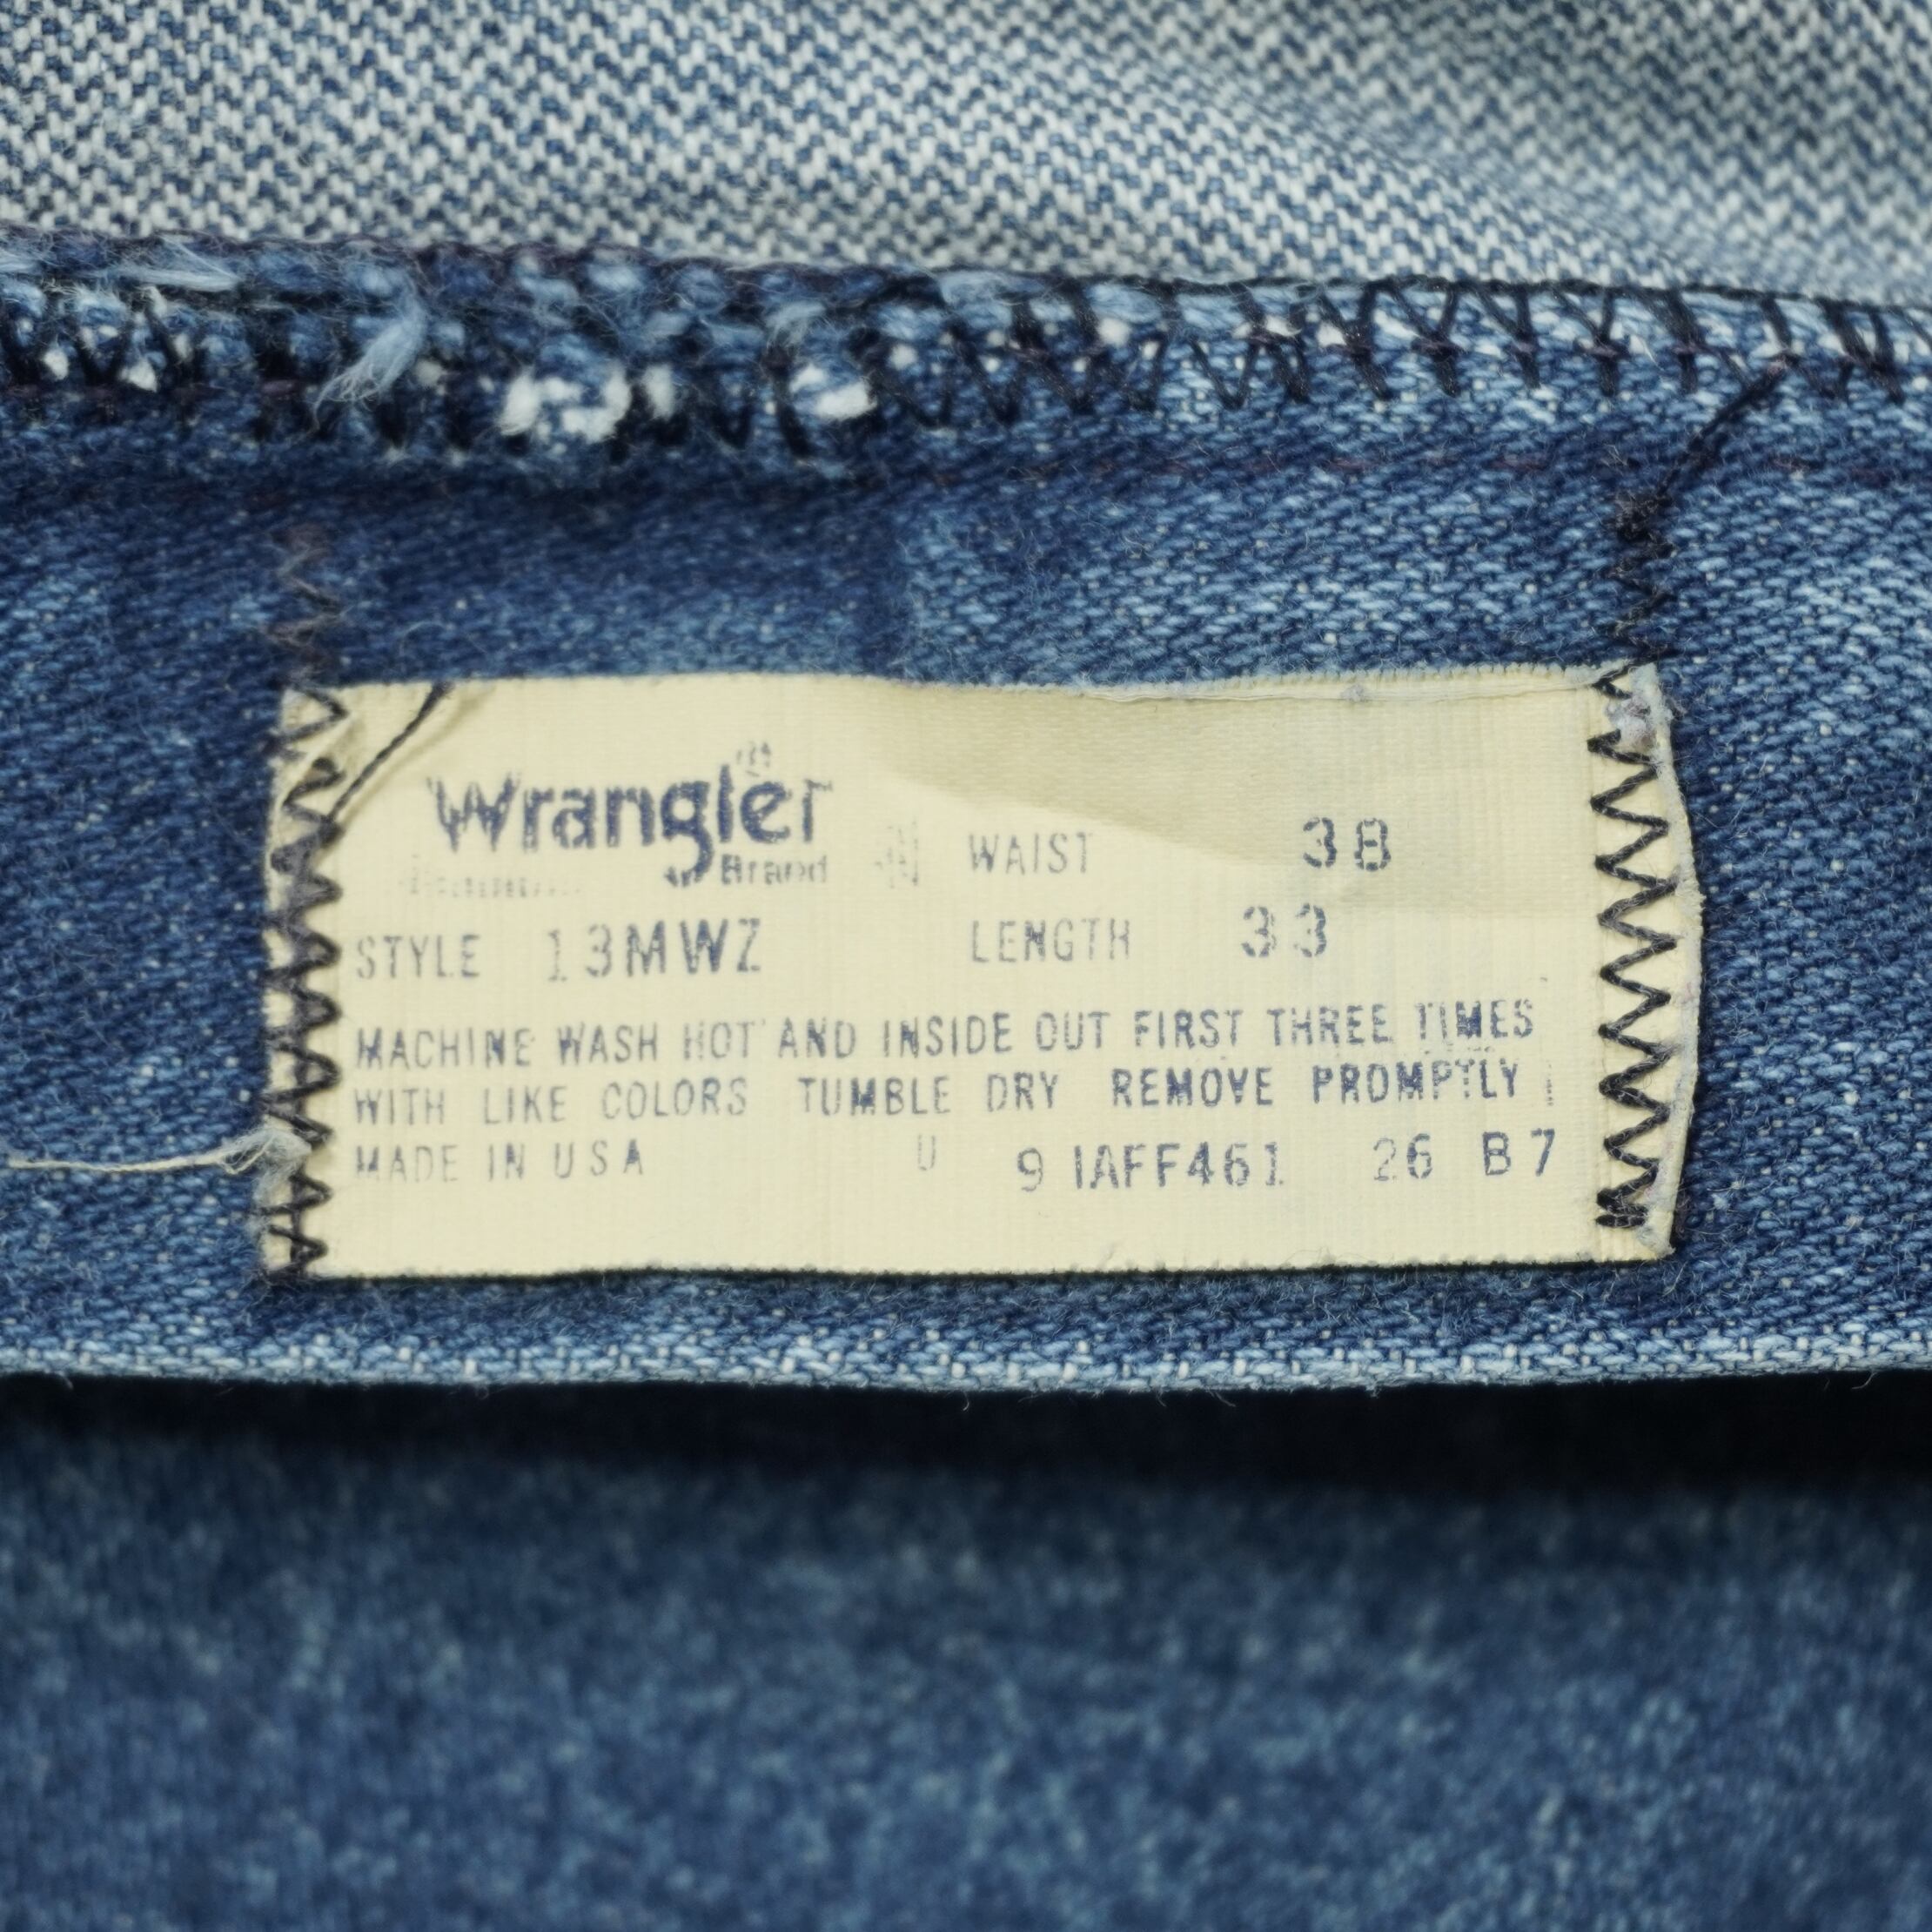 Wrangler
Brand
WAIST 38
STYLE 13MWZ LENGTH 33
MACHINE WASH HOT AND INSIDE OUT FIRST THREE TIMES
WITH LIKE COLORS TUMBLE DRY REMOVE PROMPTLY
MADE IN USA U 9 IAFF461 26 B7